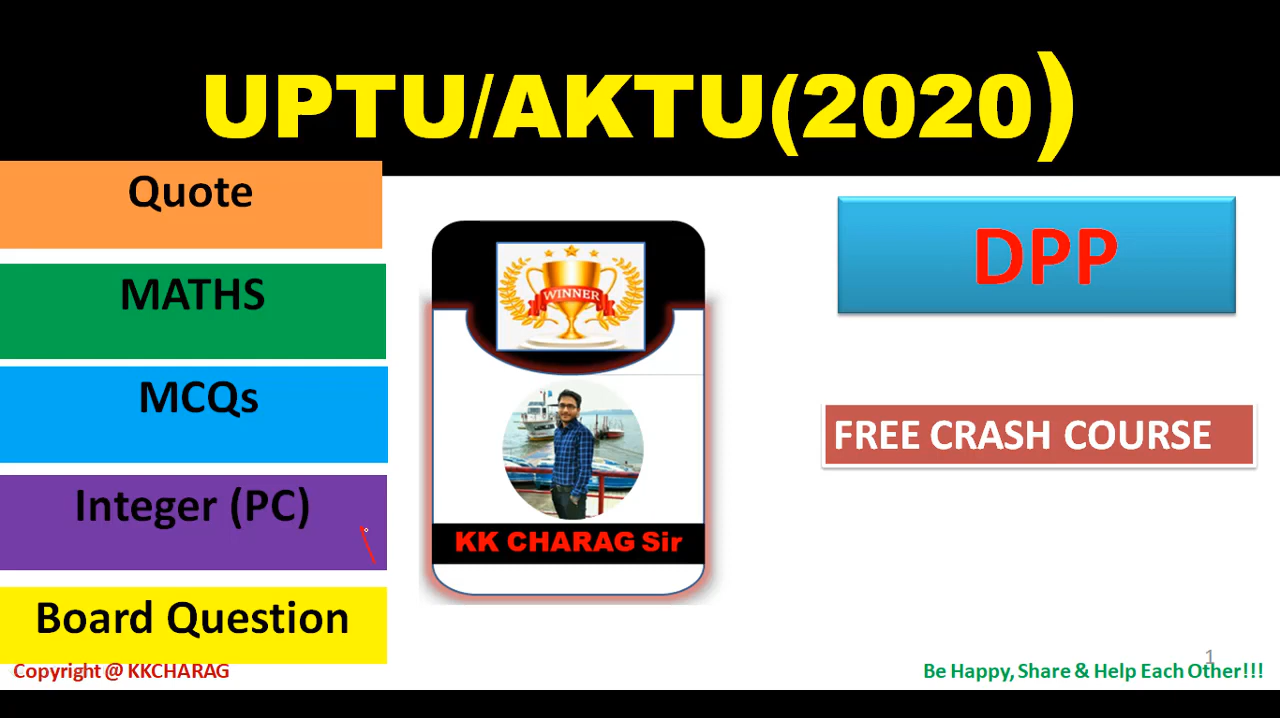 UPTU/AKTU(2020)
Quote
MATHS
MCQs
Integer (PC)
Board Question
WINNER
KK CHARAG Sir
DPP
FREE CRASH COURSE
1
Copyright @ KKCHARAG
Be Happy, Share & Help Each Other!!!